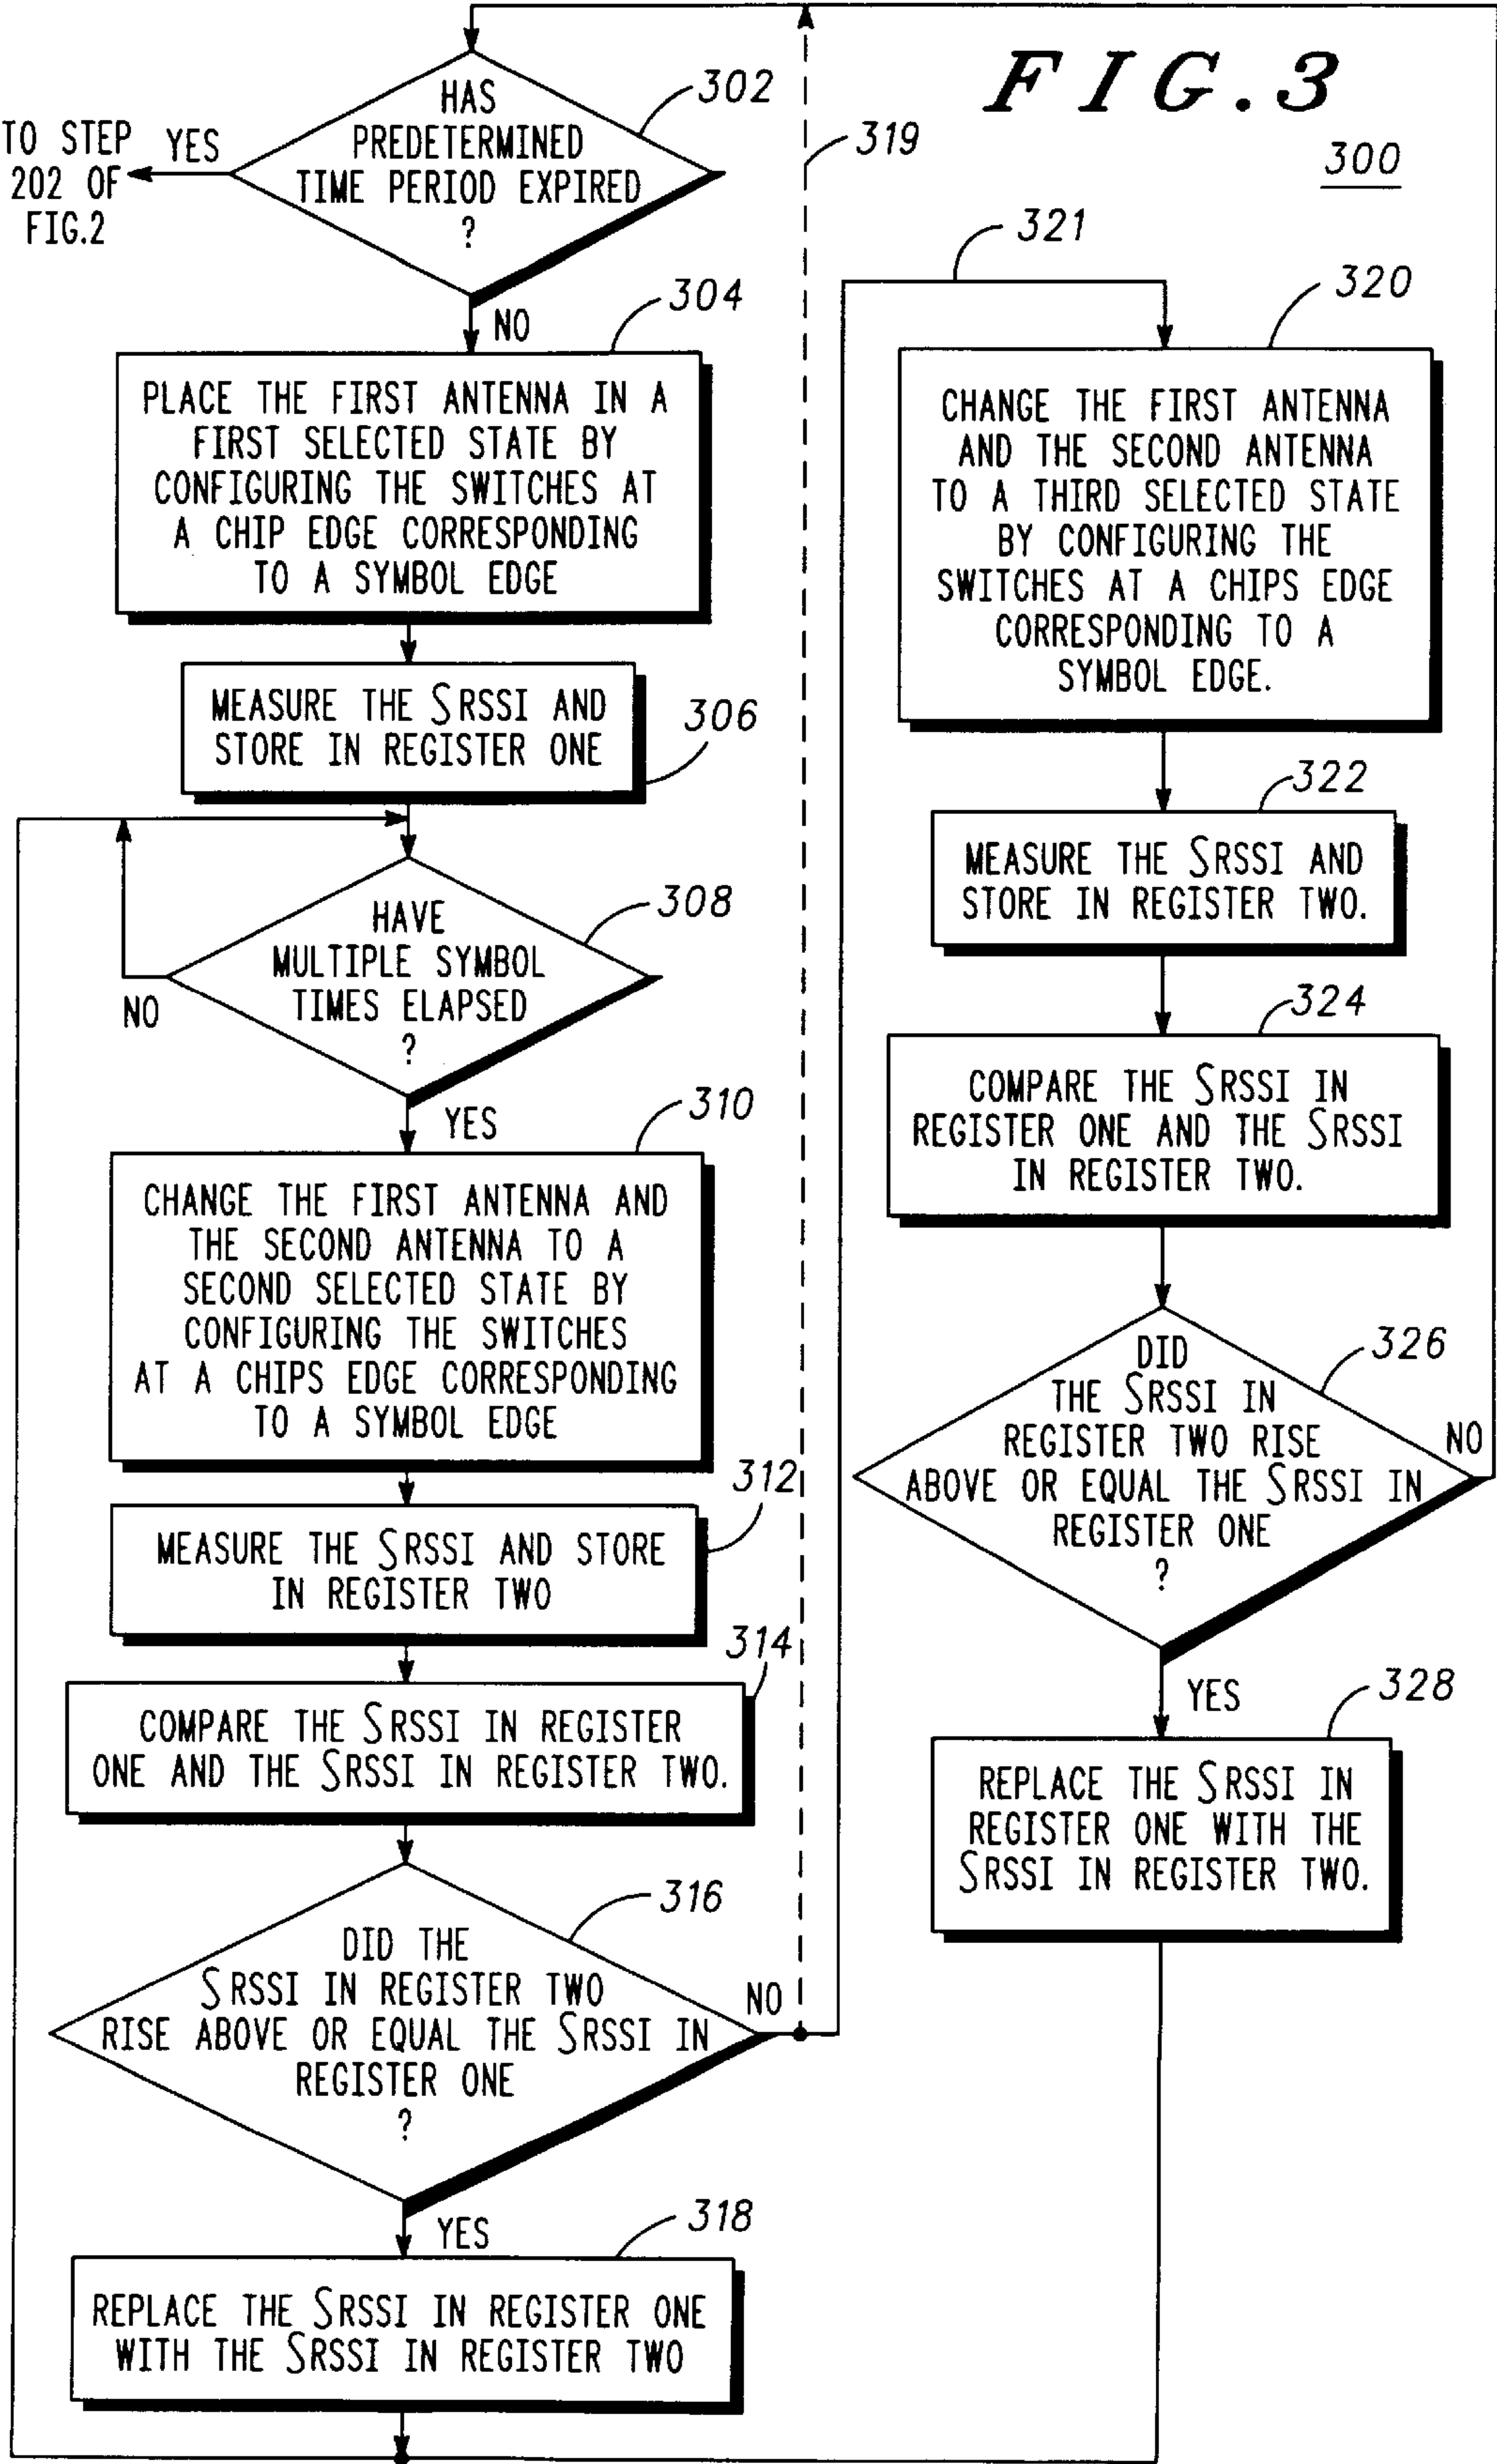 FIG.3
300
HAS
PREDETERMINED
TIME PERIOD EXPIRED
?
302
YES
TO STEP
202 OF
FIG.2
NO
304
PLACE THE FIRST ANTENNA IN A
FIRST SELECTED STATE BY
CONFIGURING THE SWITCHES AT
A CHIP EDGE CORRESPONDING
TO A SYMBOL EDGE
MEASURE THE SRSSI AND
STORE IN REGISTER ONE
306
HAVE
MULTIPLE SYMBOL
TIMES ELAPSED
?
308
NO
YES
310
CHANGE THE FIRST ANTENNA AND
THE SECOND ANTENNA TO A
SECOND SELECTED STATE BY
CONFIGURING THE SWITCHES
AT A CHIPS EDGE CORRESPONDING
TO A SYMBOL EDGE
312
MEASURE THE SRSSI AND STORE
IN REGISTER TWO
314
COMPARE THE SRSSI IN REGISTER
ONE AND THE SRSSI IN REGISTER TWO.
316
DID THE
SRSSI IN REGISTER TWO
RISE ABOVE OR EQUAL THE SRSSI IN
REGISTER ONE
?
NO
YES
318
REPLACE THE SRSSI IN REGISTER ONE
WITH THE SRSSI IN REGISTER TWO
319
321
320
CHANGE THE FIRST ANTENNA
AND THE SECOND ANTENNA
TO A THIRD SELECTED STATE
BY CONFIGURING THE
SWITCHES AT A CHIPS EDGE
CORRESPONDING TO A
SYMBOL EDGE.
322
MEASURE THE SRSSI AND
STORE IN REGISTER TWO.
324
COMPARE THE SRSSI IN
REGISTER ONE AND THE SRSSI
IN REGISTER TWO.
326
DID
THE SRSSI IN
REGISTER TWO RISE
ABOVE OR EQUAL THE SRSSI IN
REGISTER ONE
?
NO
YES
328
REPLACE THE SRSSI IN
REGISTER ONE WITH THE
SRSSI IN REGISTER TWO.